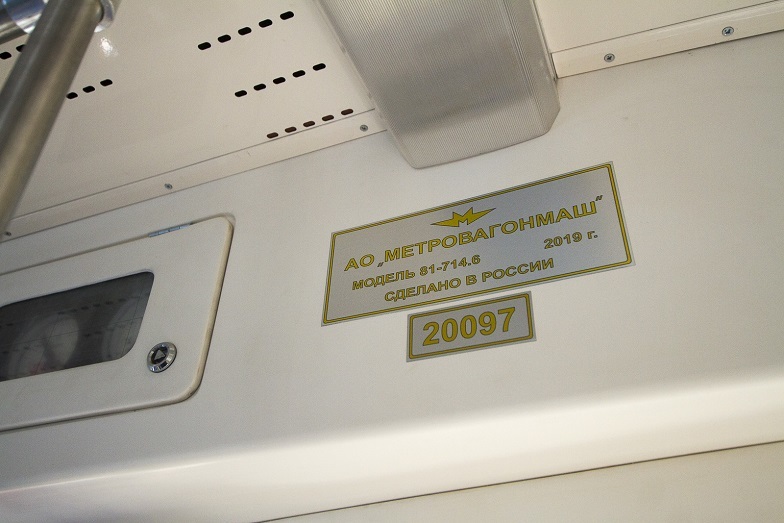 М
АО „МЕТРОВАГОНМАШ“
МОДЕЛЬ 81-714.6 2019 г.
СДЕЛАНО В РОССИИ
20097